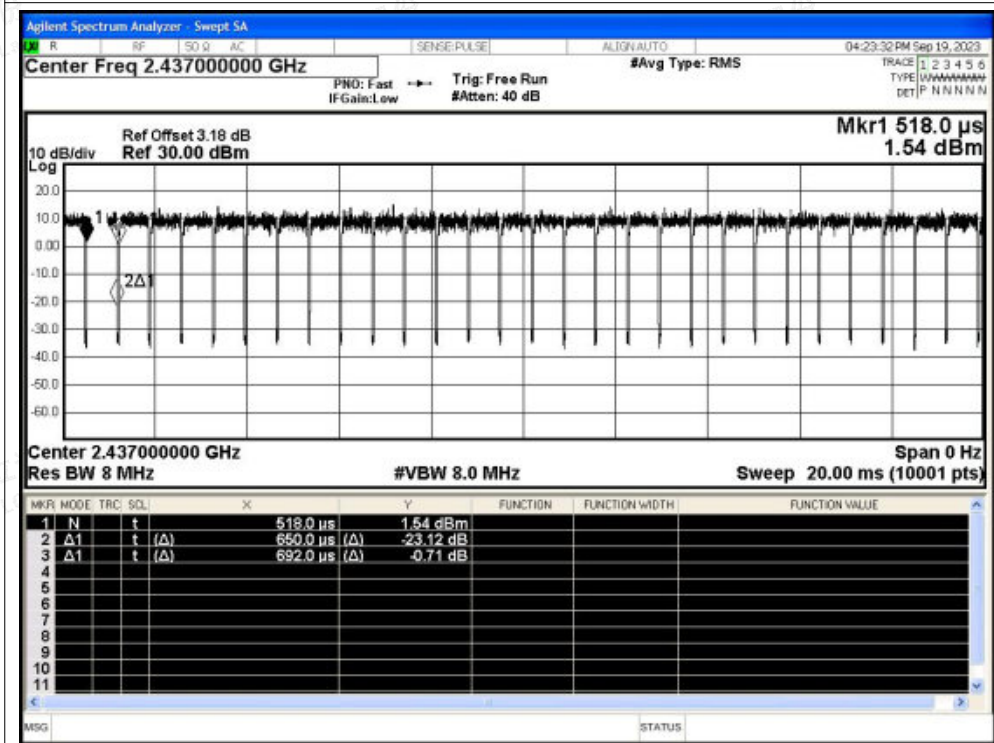 Agilent Spectrum Analyzer - Swept SA
LXI R RF 50 Ω AC SENSE:PULSE ALIGNAUTO 04:23:32 PM Sep 19, 2023
Center Freq 2.437000000 GHz #Avg Type: RMS TRACE 1 2 3 4 5 6
PNO: Fast Trig: Free Run TYPE WWWWWW
IFGain:Low #Atten: 40 dB DET P N N N N N
Mkr1 518.0 µs
Ref Offset 3.18 dB
10 dB/div Ref 30.00 dBm 1.54 dBm
Log
20.0
10.0
1
0.00
-10.0
2Δ1
-20.0
-30.0
-40.0
-50.0
-60.0
Center 2.437000000 GHz Span 0 Hz
Res BW 8 MHz #VBW 8.0 MHz Sweep 20.00 ms (10001 pts)
MKR MODE TRC SCL X Y FUNCTION FUNCTION WIDTH FUNCTION VALUE
1 N t 518.0 µs 1.54 dBm
2 Δ1 t (Δ) 650.0 µs (Δ) -23.12 dB
3 Δ1 t (Δ) 692.0 µs (Δ) -0.71 dB
4
5
6
7
8
9
10
11
MSG STATUS